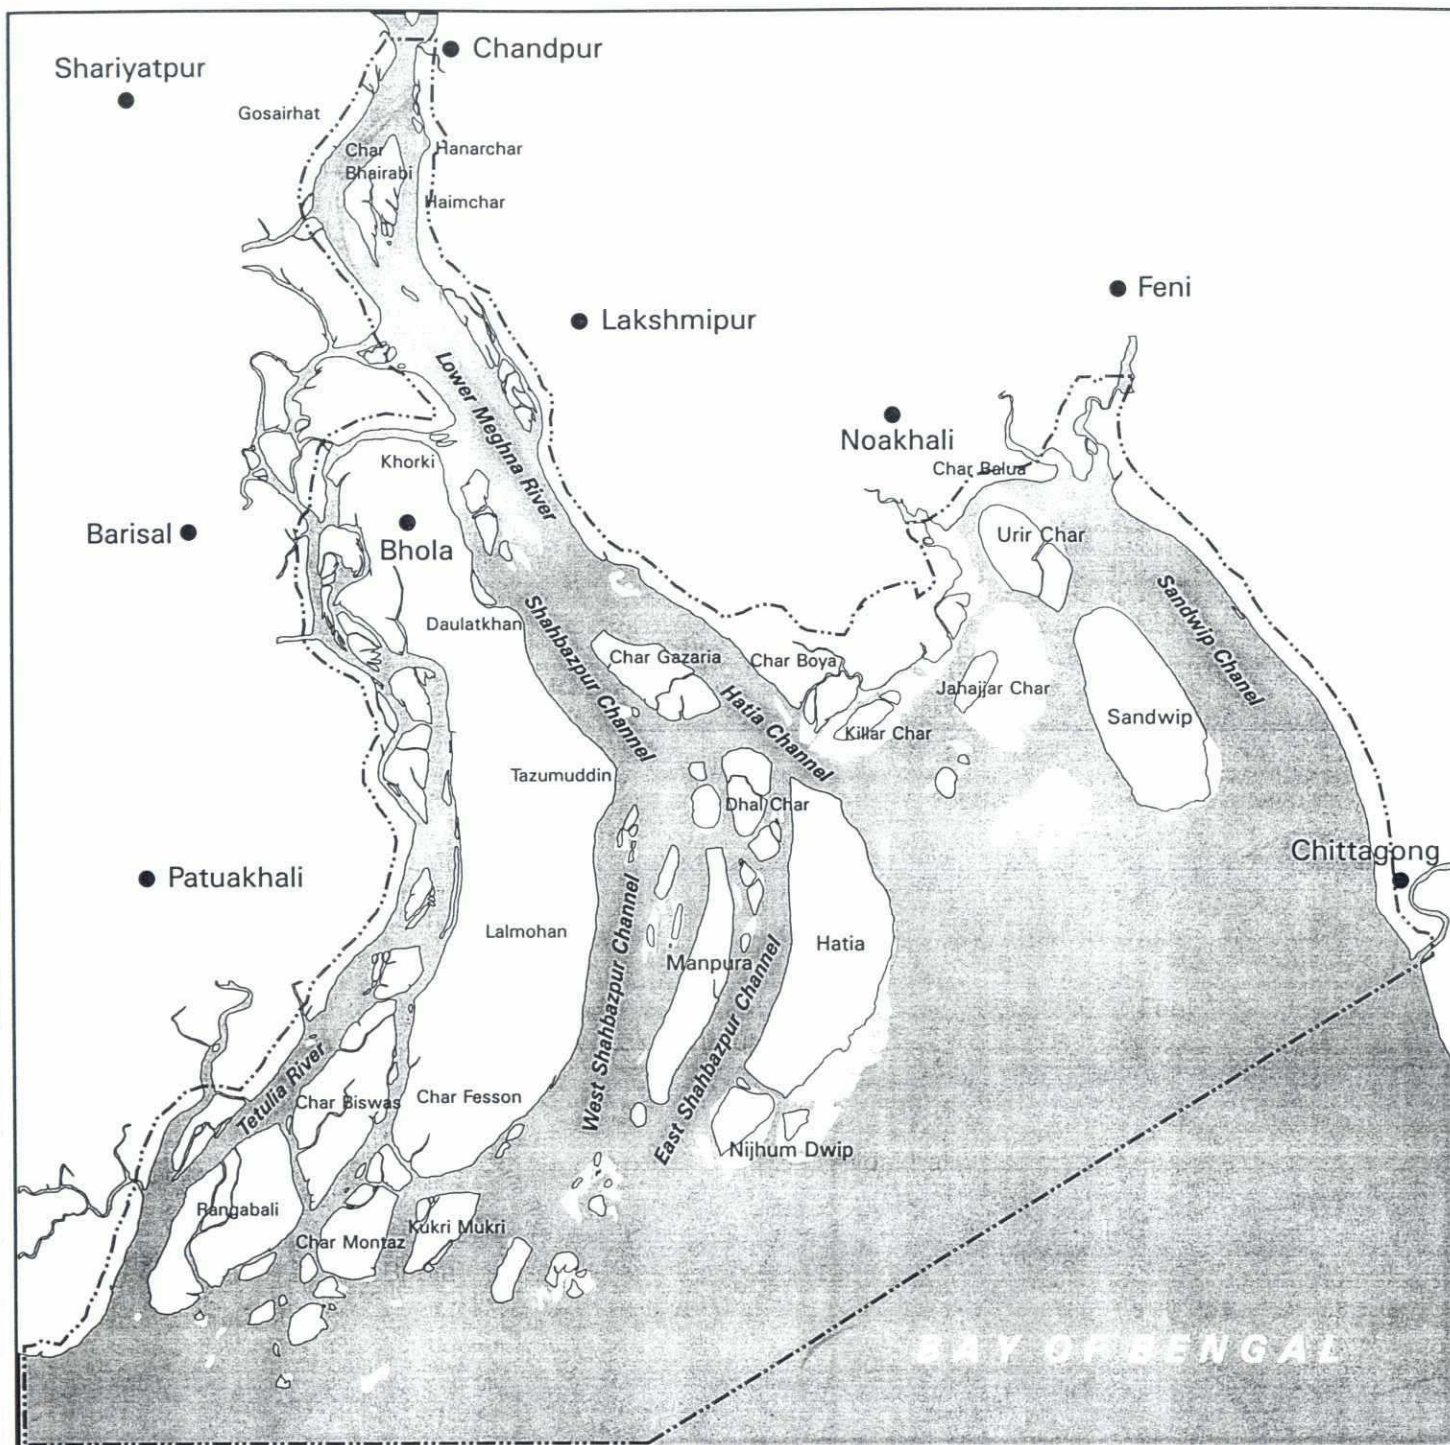 Chandpur
Shariyatpur
Gosairhat
Char
Bhairabi
Hanarchar
Haimchar
Feni
Lakshmipur
Lower Meghna River
Noakhali
Khorki
Char Balua
Barisal
Bhola
Urir Char
Daulatkhan
Shahbazpur Channel
Sandwip Chanel
Char Gazaria
Char Boya
Hatia Channel
Jahajjar Char
Sandwip
Killar Char
Tazumuddin
Dhal Char
Chittagong
Patuakhali
Lalmohan
West Shahbazpur Channel
Manpura
East Shahbazpur Channel
Hatia
Tetulia River
Char Biswas
Char Fesson
Nijhum Dwip
Rangabali
Char Montaz
Kukri Mukri
BAY OF BENGAL